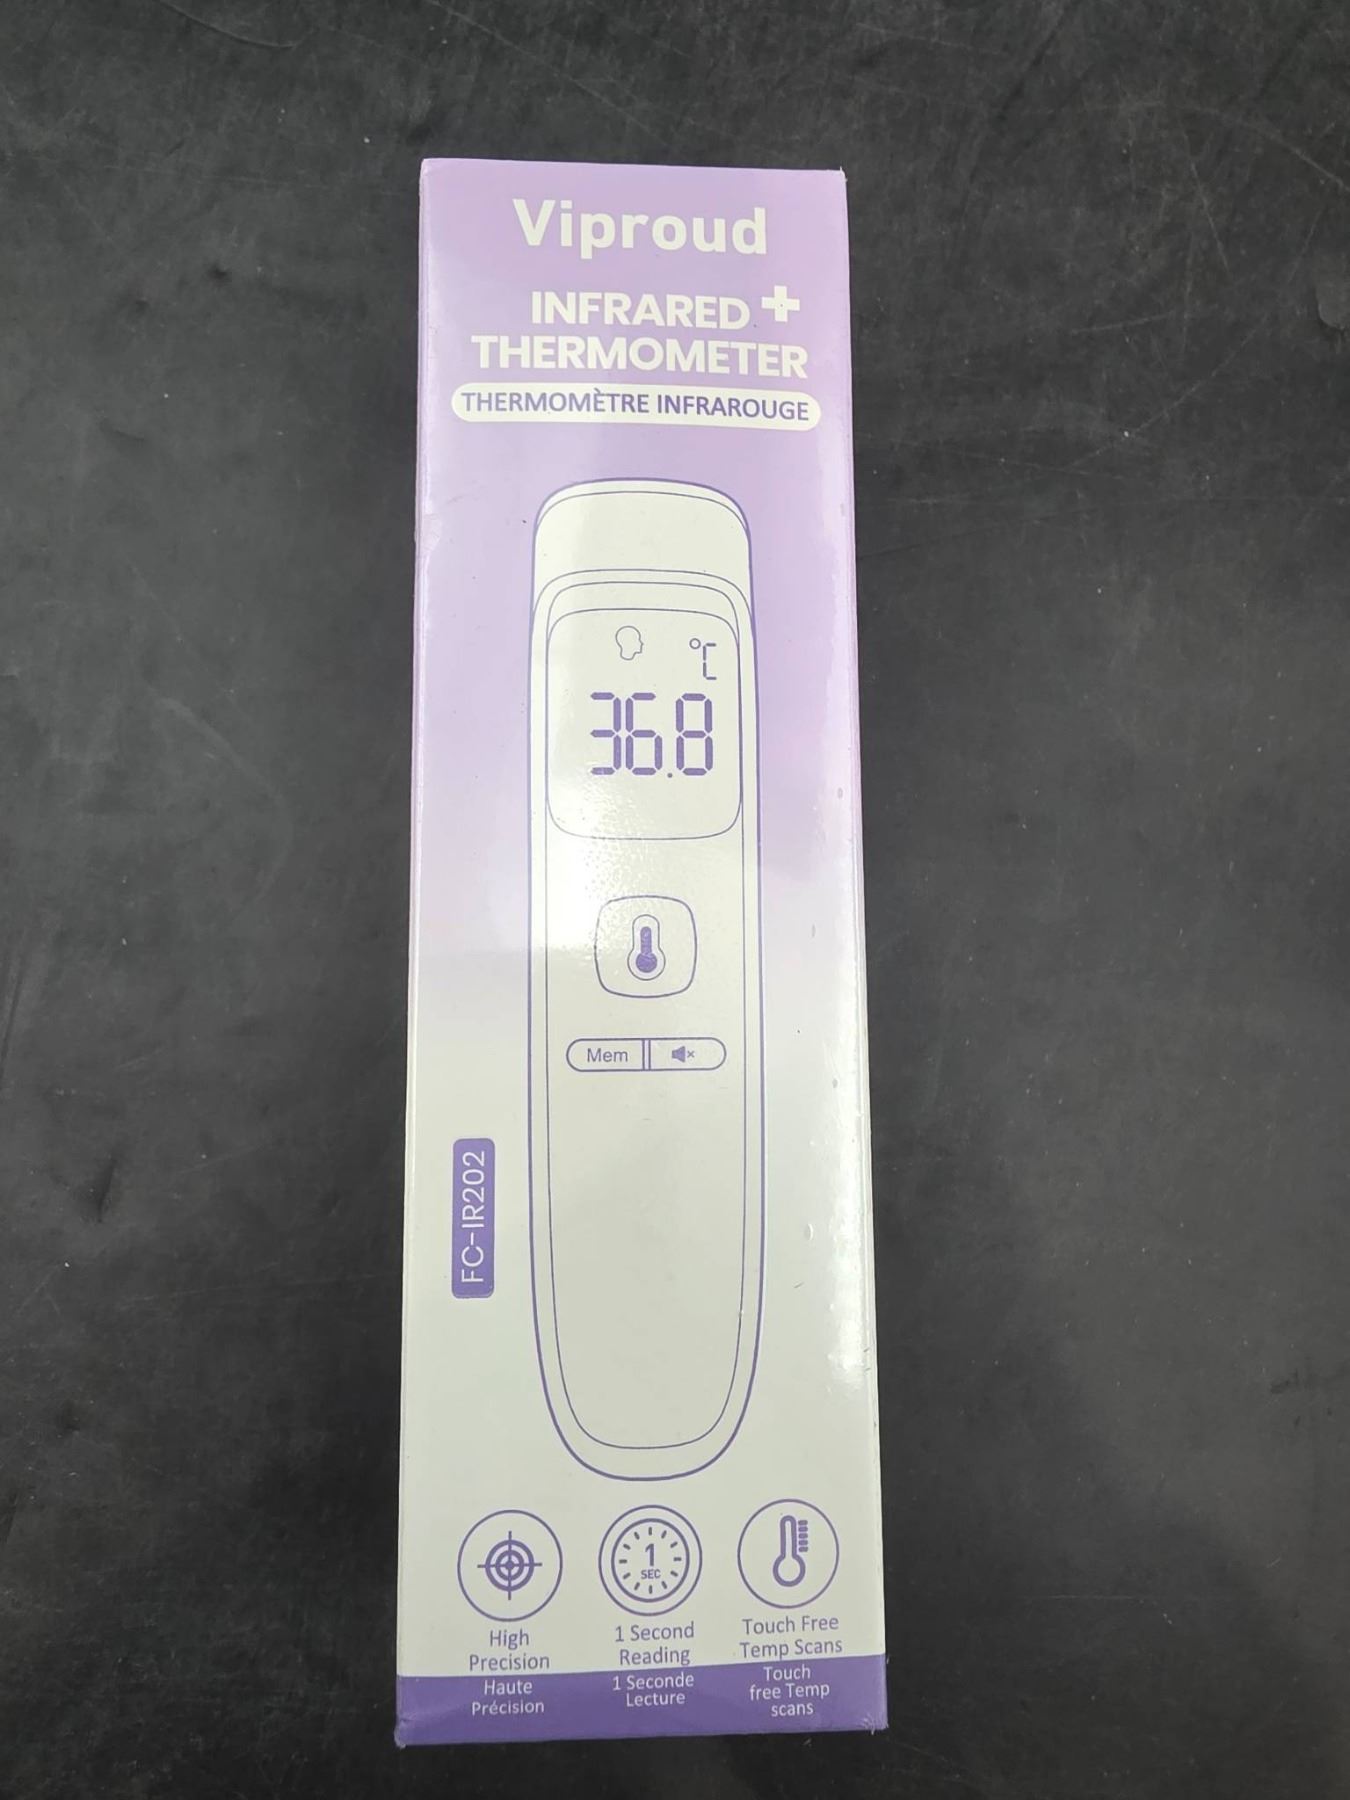 Viproud
INFRARED +
THERMOMETER
THERMOMÈTRE INFRAROUGE
°C
36.8
Mem
FC-IR202
1
SEC
High
Precision
Haute
Précision
1 Second
Reading
1 Seconde
Lecture
Touch Free
Temp Scans
Touch
free Temp
scans